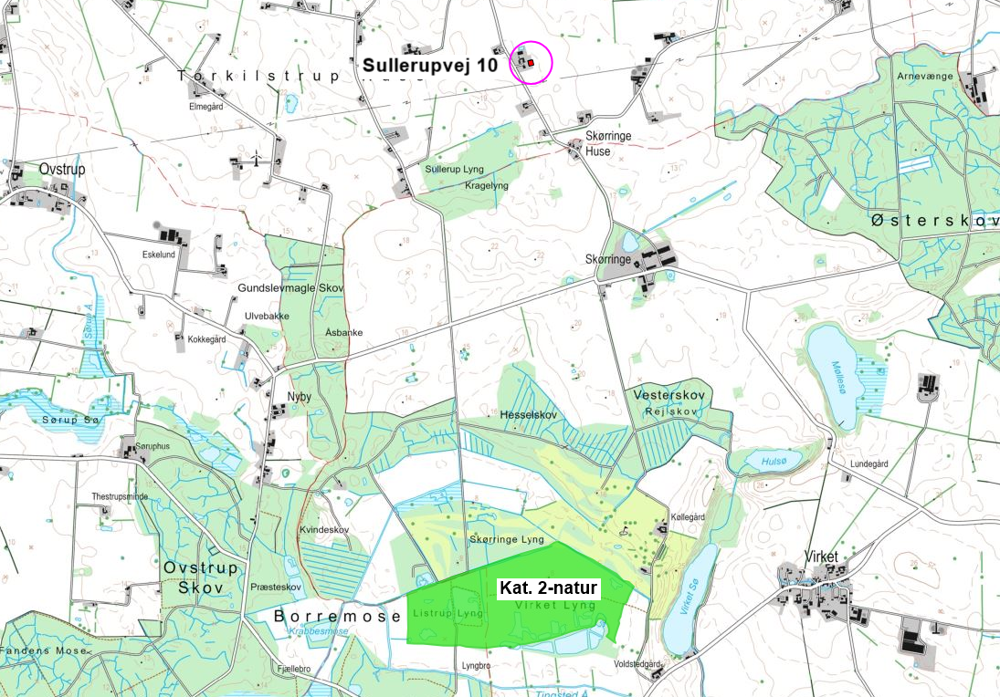 Sullerupvej 10
Torkilstrup
Arnevænge
Elmegård
Skørringe
Huse
Ovstrup
Sullerup Lyng
Kragelyng
Østerskov
Eskelund
Skørringe
Gundslevmagle Skov
Ulvebakke
Sørup Å
Åsbanke
Kokkegård
Møllesø
Nyby
Vesterskov
Rejlskov
Hesselskov
Sørup Sø
Søruphus
Hulsø
Lundegård
Thestrupsminde
Køllegård
Kvindeskov
Skørringe Lyng
Virket
Ovstrup
Skov
Præsteskov
Kat. 2-natur
Virket Sø
Virket Lyng
Listrup Lyng
Borremose
Krabbesmose
Fandens Mose
Fjællebro
Lyngbro
Voldstedgård
Tingsted Å